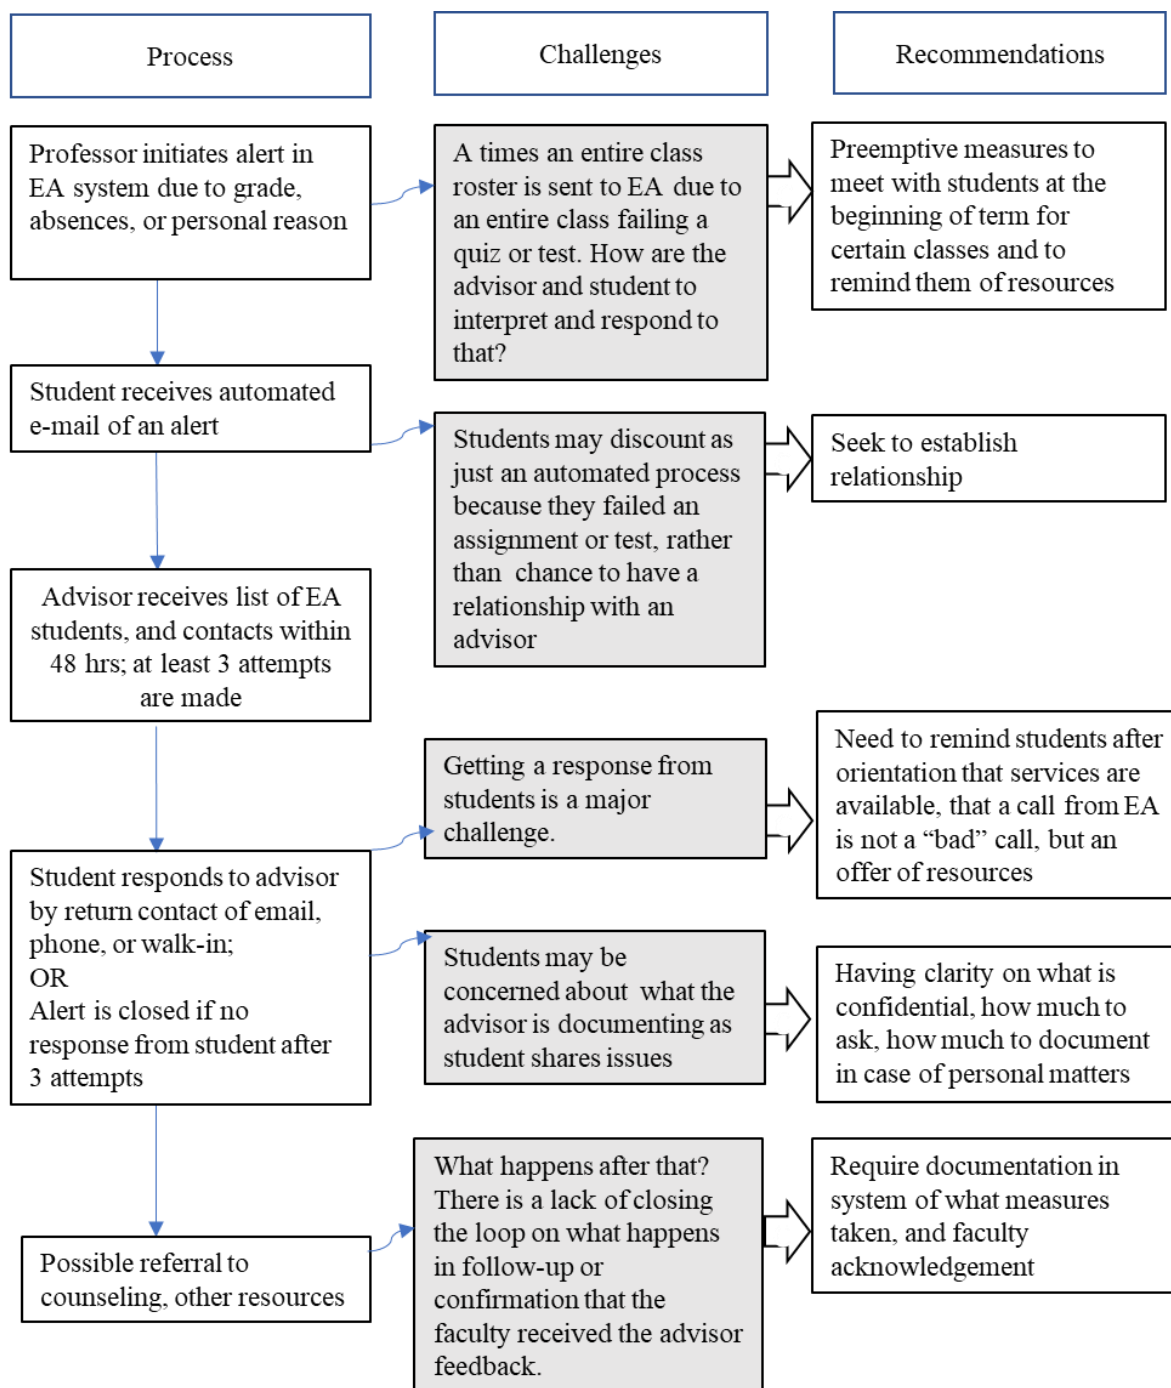 Process
Challenges
Recommendations
Professor initiates alert in
EA system due to grade,
absences, or personal reason
A times an entire class
roster is sent to EA due to
an entire class failing a
quiz or test. How are the
advisor and student to
interpret and respond to
that?
Preemptive measures to
meet with students at the
beginning of term for
certain classes and to
remind them of resources
Student receives automated
e-mail of an alert
Students may discount as
just an automated process
because they failed an
assignment or test, rather
than chance to have a
relationship with an
advisor
Seek to establish
relationship
Advisor receives list of EA
students, and contacts within
48 hrs; at least 3 attempts
are made
Getting a response from
students is a major
challenge.
Need to remind students after
orientation that services are
available, that a call from EA
is not a “bad” call, but an
offer of resources
Student responds to advisor
by return contact of email,
phone, or walk-in;
OR
Alert is closed if no
response from student after
3 attempts
Students may be
concerned about what the
advisor is documenting as
student shares issues
Having clarity on what is
confidential, how much to
ask, how much to document
in case of personal matters
Possible referral to
counseling, other resources
What happens after that?
There is a lack of closing
the loop on what happens
in follow-up or
confirmation that the
faculty received the advisor
feedback.
Require documentation in
system of what measures
taken, and faculty
acknowledgement